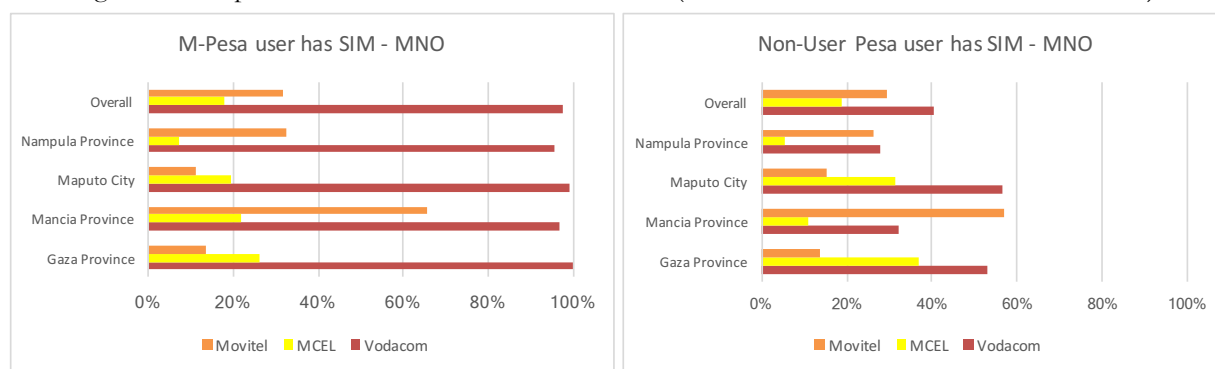 M-Pesa user has SIM - MNO
Overall
Nampula Province
Maputo City
Mancia Province
Gaza Province
0% 20% 40% 60% 80% 100%
Movitel MCEL Vodacom
Non-User Pesa user has SIM - MNO
Overall
Nampula Province
Maputo City
Mancia Province
Gaza Province
0% 20% 40% 60% 80% 100%
Movitel MCEL Vodacom